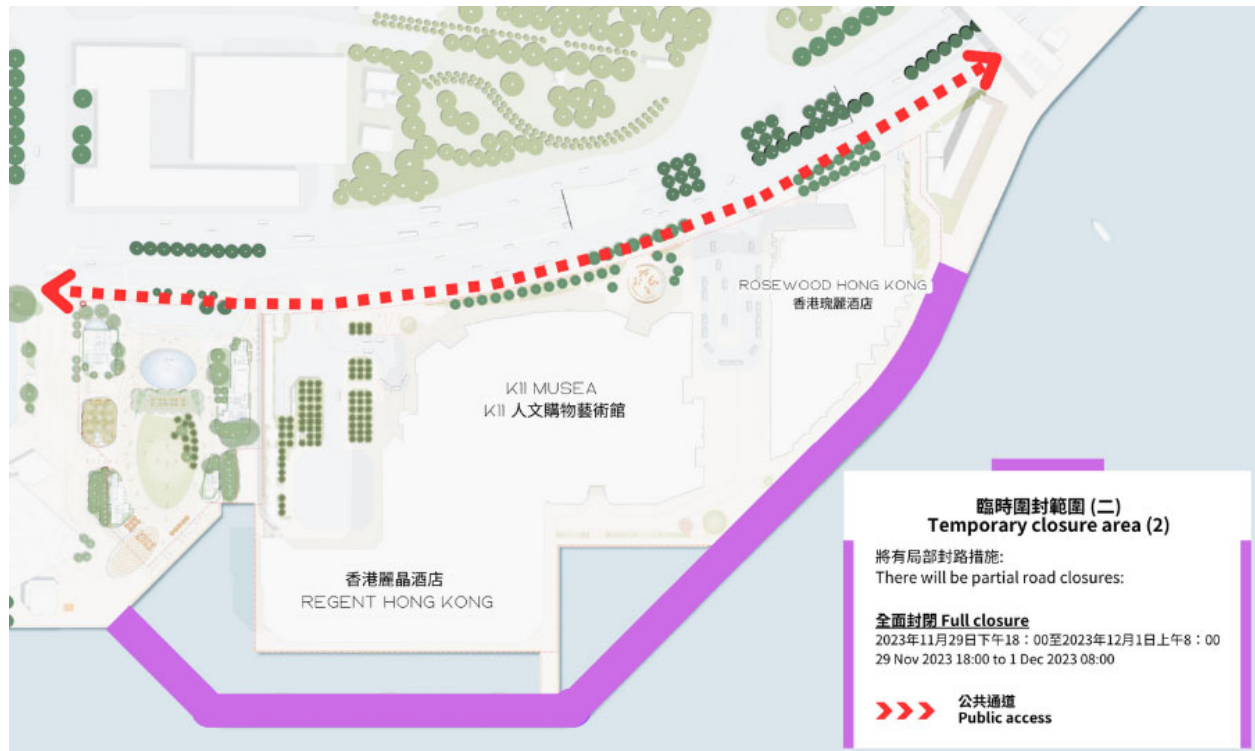 ROSEWOOD HONG KONG
香港瑰麗酒店
K11 MUSEA
K11 人文購物藝術館
香港麗晶酒店
REGENT HONG KONG
臨時圍封範圍 (二)
Temporary closure area (2)
將有局部封路措施:
There will be partial road closures:
全面封閉 Full closure
2023年11月29日下午18：00至2023年12月1日上午8：00
29 Nov 2023 18:00 to 1 Dec 2023 08:00
公共通道
Public access